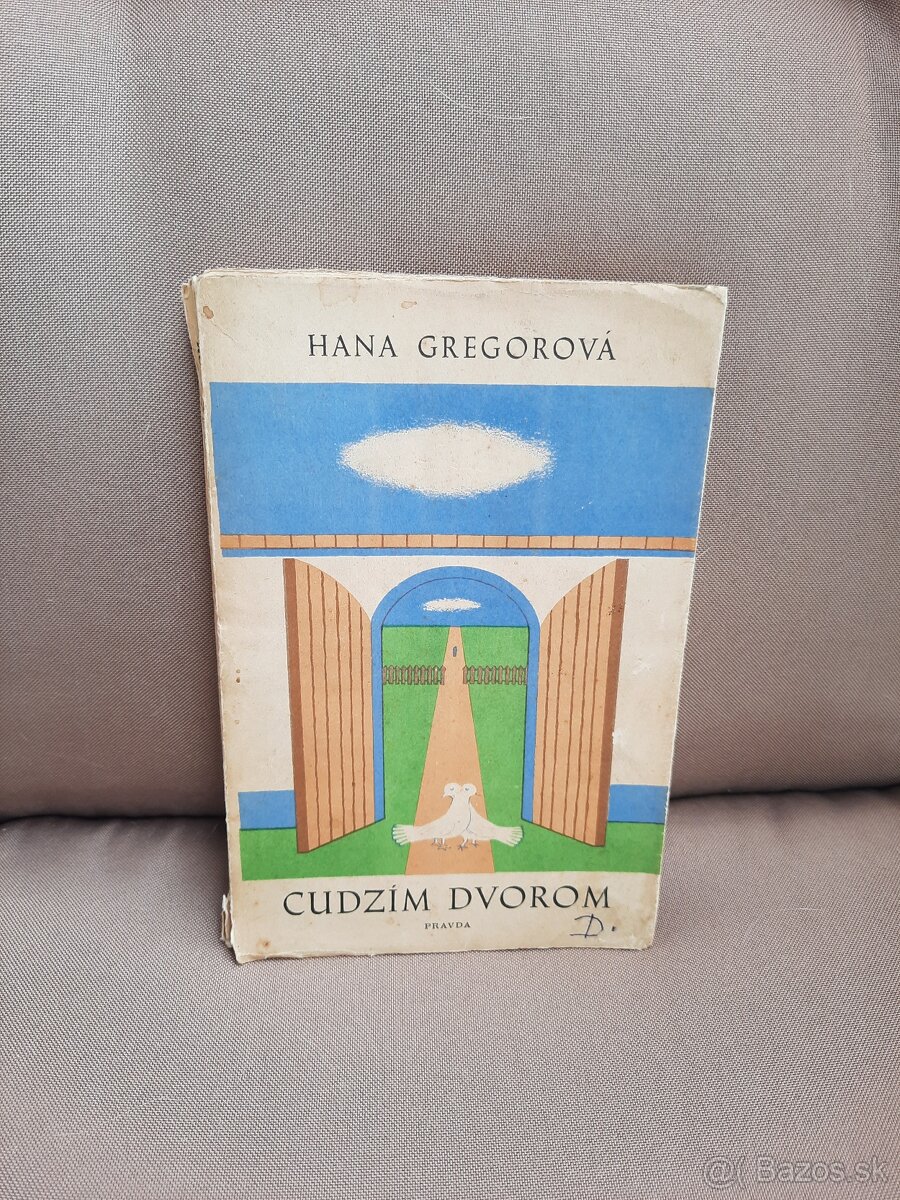 HANA GREGOROVÁ
CUDZÍM DVOROM
PRAVDA
D.
@( Bazos.sk